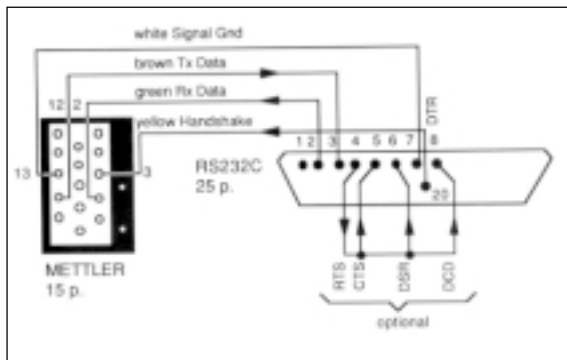 white Signal Gnd
brown Tx Data
green Rx Data
yellow Handshake
12 2
13
3
METTLER
15 p.
RS232C
25 p.
1 2 3 4 5 6 7 8
DTR
20
RTS
CTS
DSR
DCD
optional